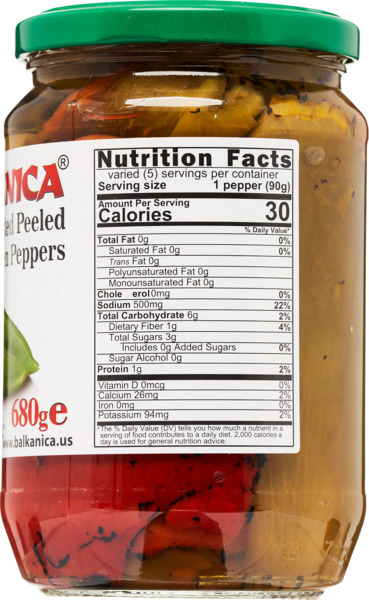 NICA®
ed Peeled
n Peppers
680g e
www.balkanica.us
Nutrition Facts
varied (5) servings per container
Serving size 1 pepper (90g)
Amount Per Serving
Calories 30
% Daily Value*
Total Fat 0g 0%
Saturated Fat 0g 0%
Trans Fat 0g
Polyunsaturated Fat 0g
Monounsaturated Fat 0g
Chole erol 0mg 0%
Sodium 500mg 22%
Total Carbohydrate 6g 2%
Dietary Fiber 1g 4%
Total Sugars 3g
Includes 0g Added Sugars 0%
Sugar Alcohol 0g
Protein 1g 2%
Vitamin D 0mcg 0%
Calcium 26mg 2%
Iron 0mg 0%
Potassium 94mg 2%
*The % Daily Value (DV) tells you how much a nutrient in a
serving of food contributes to a daily diet. 2,000 calories a
day is used for general nutrition advice.